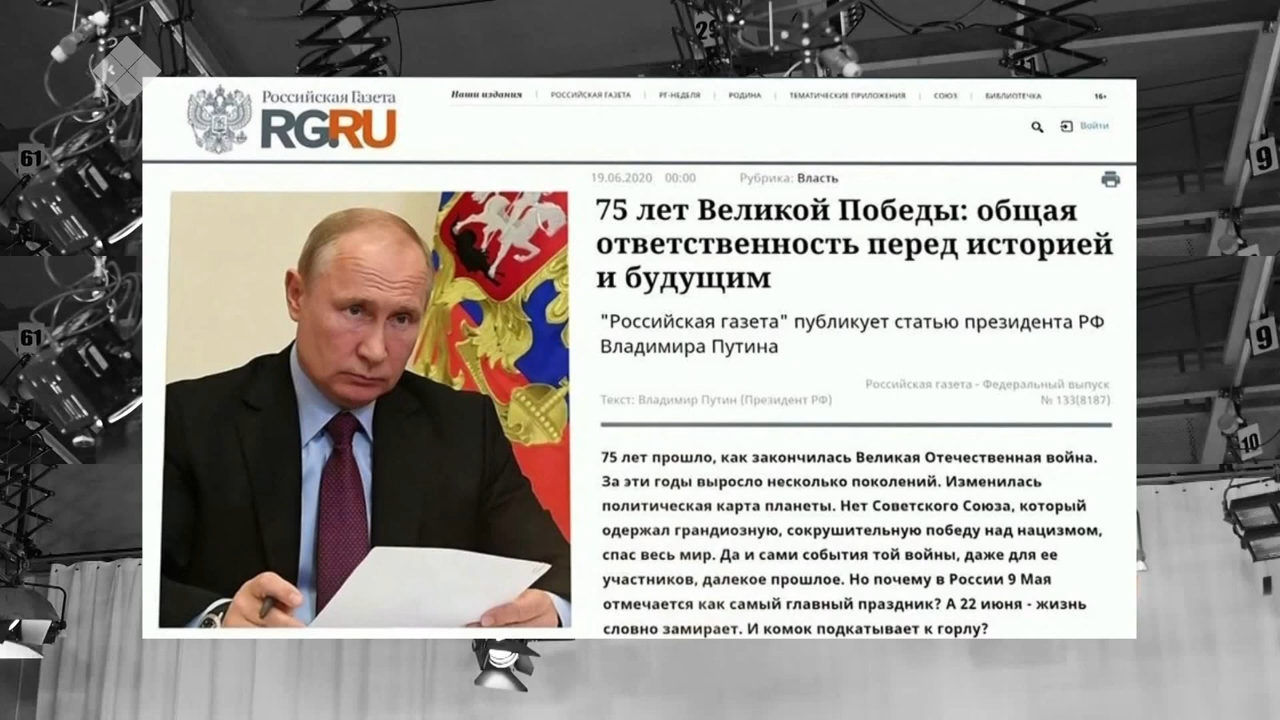 29
61
61
9
9
10
Российская Газета
RGRU
Наши издания
РОССИЙСКАЯ ГАЗЕТА
РГ-НЕДЕЛЯ
РОДИНА
ТЕМАТИЧЕСКИЕ ПРИЛОЖЕНИЯ
СОЮЗ
БИБЛИОТЕЧКА
16+
Войти
19.06.2020 00:00 Рубрика: Власть
75 лет Великой Победы: общая
ответственность перед историей
и будущим
"Российская газета" публикует статью президента РФ
Владимира Путина
Российская газета - Федеральный выпуск
№ 133(8187)
Текст: Владимир Путин (Президент РФ)
75 лет прошло, как закончилась Великая Отечественная война.
За эти годы выросло несколько поколений. Изменилась
политическая карта планеты. Нет Советского Союза, который
одержал грандиозную, сокрушительную победу над нацизмом,
спас весь мир. Да и сами события той войны, даже для ее
участников, далекое прошлое. Но почему в России 9 Мая
отмечается как самый главный праздник? А 22 июня - жизнь
словно замирает. И комок подкатывает к горлу?